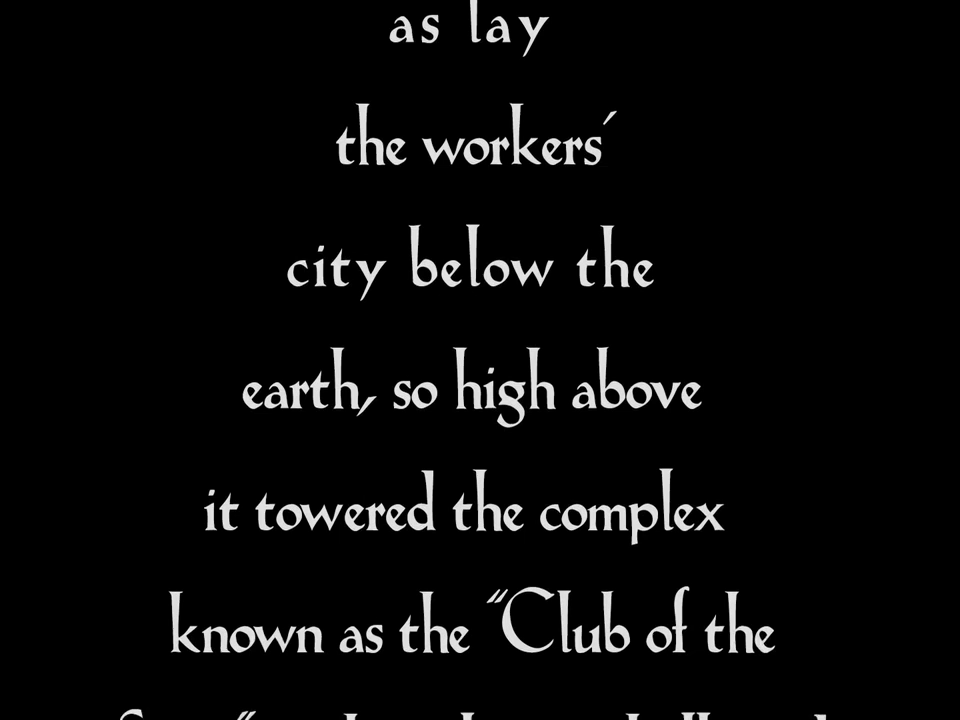 as lay
the workers'
city below the
earth, so high above
it towered the complex
known as the "Club of the